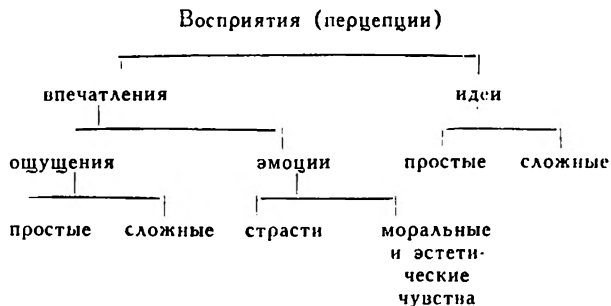 Восприятия (перцепции)
впечатления идеи
ощущения эмоции простые сложные
простые сложные страсти моральные
и эстети-
ческие
чувства